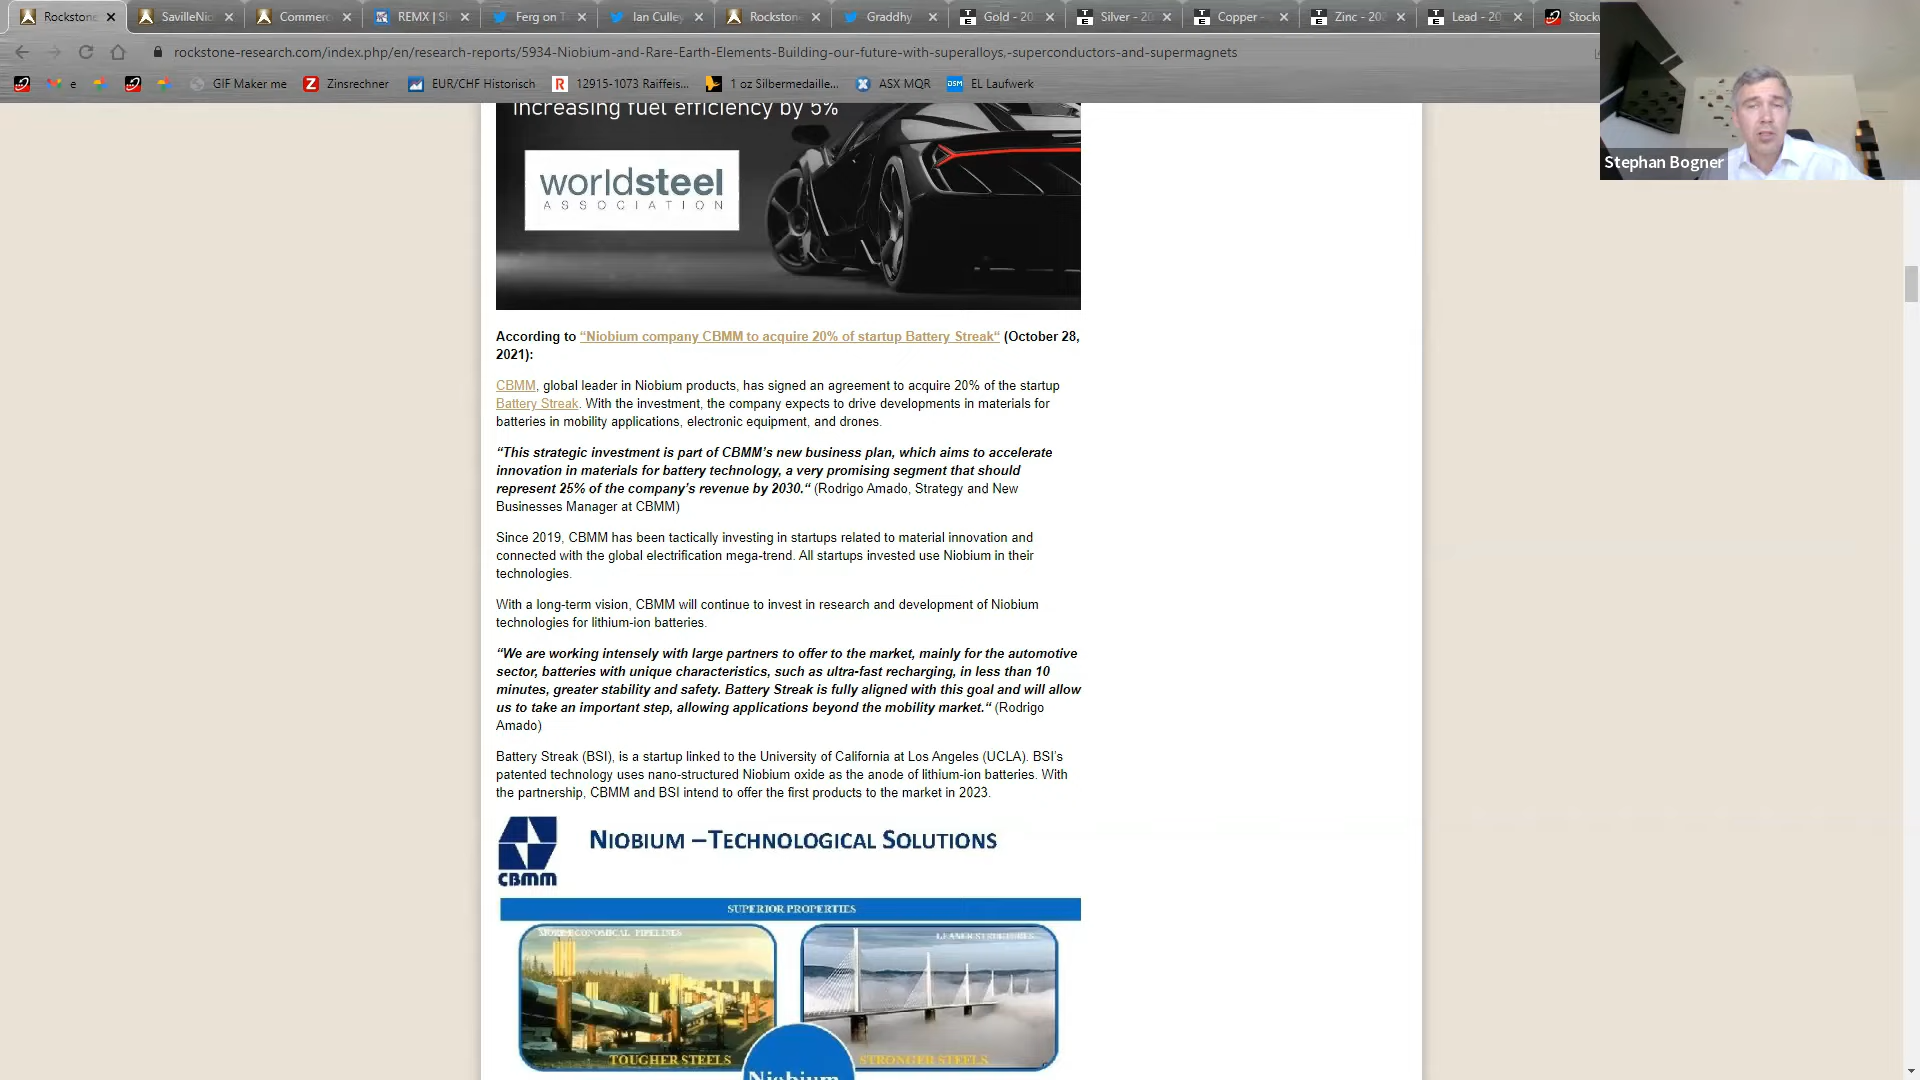 Rockstone
SavilleNio
Commerc
REMX | S
Ferg on T
Ian Culley
Rockstone
Graddhy
Gold - 20
Silver - 20
Copper -
Zinc - 20
Lead - 20
Stockw
rockstone-research.com/index.php/en/research-reports/5934-Niobium-and-Rare-Earth-Elements-Building-our-future-with-superalloys,-superconductors-and-supermagnets
e
GIF Maker me
Zinsrechner
EUR/CHF Historisch
12915-1073 Raiffeis...
1 oz Silbermedaille...
ASX MQR
EL Laufwerk
Stephan Bogner
increasing fuel efficiency by 5%
worldsteel
ASSOCIATION
According to “Niobium company CBMM to acquire 20% of startup Battery Streak“ (October 28,
2021):
CBMM, global leader in Niobium products, has signed an agreement to acquire 20% of the startup
Battery Streak. With the investment, the company expects to drive developments in materials for
batteries in mobility applications, electronic equipment, and drones.
“This strategic investment is part of CBMM’s new business plan, which aims to accelerate
innovation in materials for battery technology, a very promising segment that should
represent 25% of the company’s revenue by 2030.“ (Rodrigo Amado, Strategy and New
Businesses Manager at CBMM)
Since 2019, CBMM has been tactically investing in startups related to material innovation and
connected with the global electrification mega-trend. All startups invested use Niobium in their
technologies.
With a long-term vision, CBMM will continue to invest in research and development of Niobium
technologies for lithium-ion batteries.
“We are working intensely with large partners to offer to the market, mainly for the automotive
sector, batteries with unique characteristics, such as ultra-fast recharging, in less than 10
minutes, greater stability and safety. Battery Streak is fully aligned with this goal and will allow
us to take an important step, allowing applications beyond the mobility market.“ (Rodrigo
Amado)
Battery Streak (BSI), is a startup linked to the University of California at Los Angeles (UCLA). BSI’s
patented technology uses nano-structured Niobium oxide as the anode of lithium-ion batteries. With
the partnership, CBMM and BSI intend to offer the first products to the market in 2023.
CBMM
NIOBIUM – TECHNOLOGICAL SOLUTIONS
SUPERIOR PROPERTIES
MORE ECONOMICAL PIPELINES
LEANER STRUCTURES
TOUGHER STEELS
STRONGER STEELS
Niobium